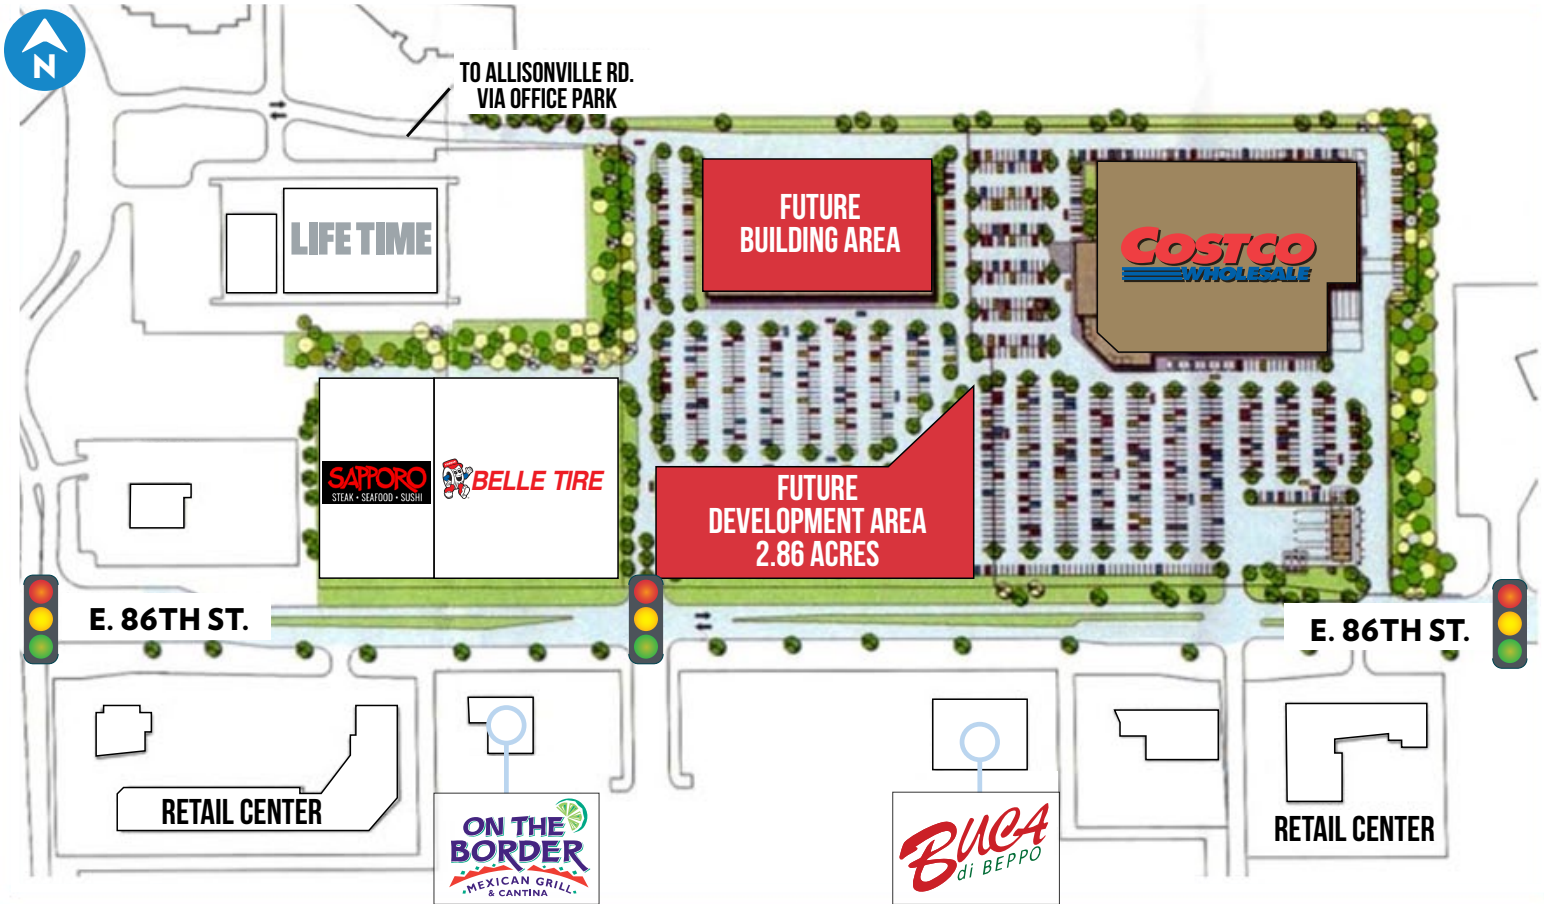 N
TO ALLISONVILLE RD.
VIA OFFICE PARK
LIFE TIME
FUTURE
BUILDING AREA
COSTCO
WHOLESALE
SAPPORO
STEAK • SEAFOOD • SUSHI
BELLE TIRE
FUTURE
DEVELOPMENT AREA
2.86 ACRES
E. 86TH ST.
E. 86TH ST.
RETAIL CENTER
ON THE
BORDER
MEXICAN GRILL
& CANTINA
BUCA
di BEPPO
RETAIL CENTER